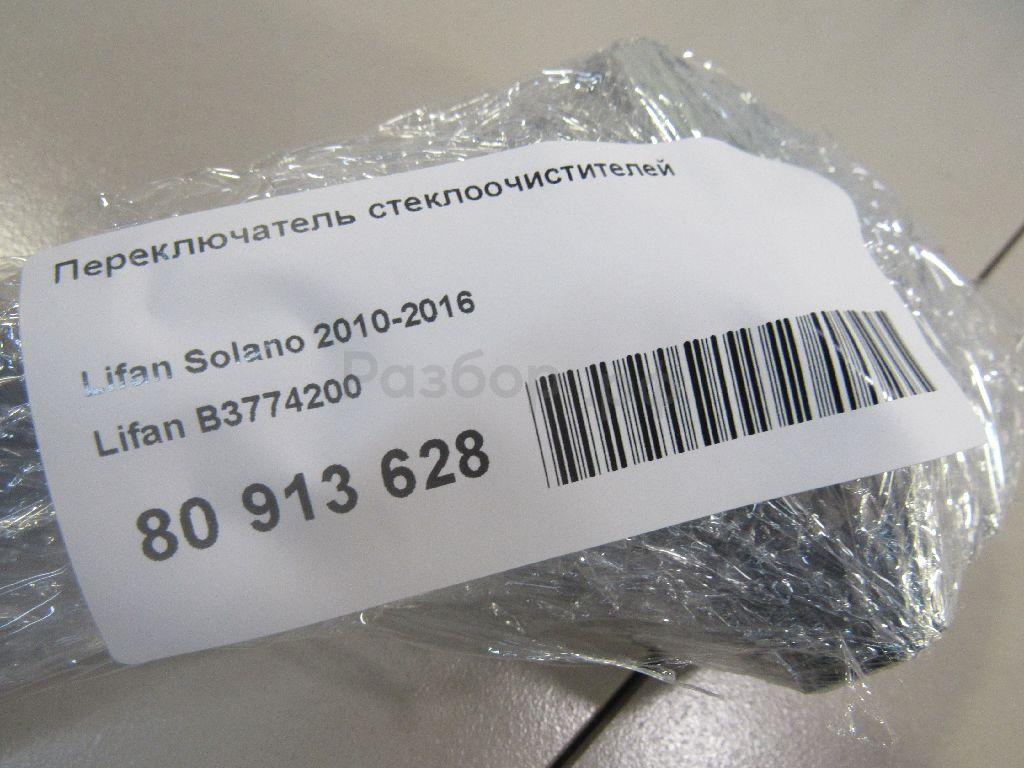 Переключатель стеклоочистителей
Lifan Solano 2010-2016
Lifan B3774200
80 913 628